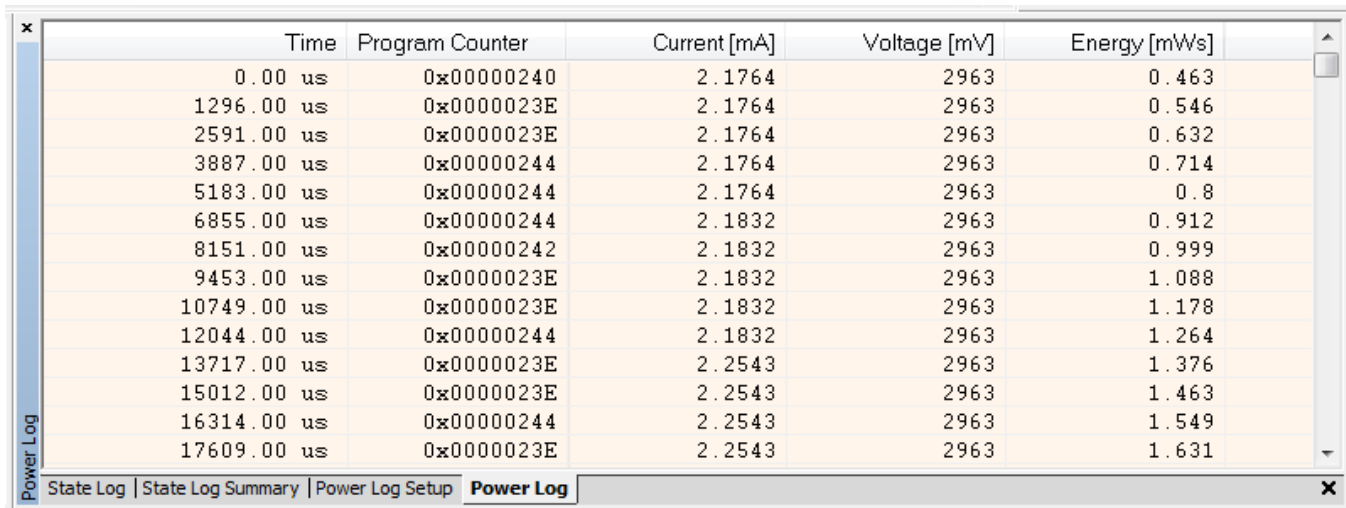 Time Program Counter Current [mA] Voltage [mV] Energy [mWs]
0.00 us 0x00000240 2.1764 2963 0.463
1296.00 us 0x0000023E 2.1764 2963 0.546
2591.00 us 0x0000023E 2.1764 2963 0.632
3887.00 us 0x00000244 2.1764 2963 0.714
5183.00 us 0x00000244 2.1764 2963 0.8
6855.00 us 0x00000244 2.1832 2963 0.912
8151.00 us 0x00000242 2.1832 2963 0.999
9453.00 us 0x0000023E 2.1832 2963 1.088
10749.00 us 0x0000023E 2.1832 2963 1.178
12044.00 us 0x00000244 2.1832 2963 1.264
13717.00 us 0x0000023E 2.2543 2963 1.376
15012.00 us 0x0000023E 2.2543 2963 1.463
16314.00 us 0x00000244 2.2543 2963 1.549
17609.00 us 0x0000023E 2.2543 2963 1.631
Power Log
State Log | State Log Summary | Power Log Setup Power Log